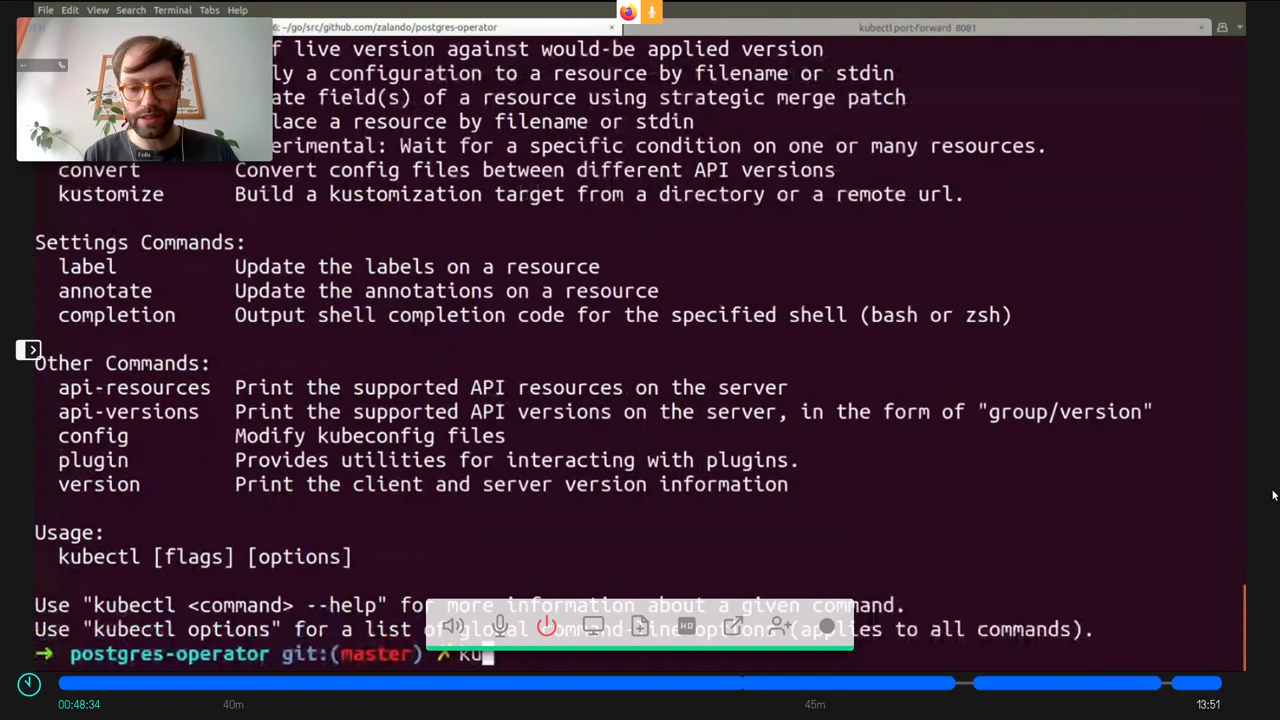 File Edit View Search Terminal Tabs Help
6: ~/go/src/github.com/zalando/postgres-operator × kubectl port-forward 8081 ×
f live version against would-be applied version
ly a configuration to a resource by filename or stdin
ate field(s) of a resource using strategic merge patch
lace a resource by filename or stdin
erimental: Wait for a specific condition on one or many resources.
Felix
convert Convert config files between different API versions
kustomize Build a kustomization target from a directory or a remote url.
Settings Commands:
label Update the labels on a resource
annotate Update the annotations on a resource
completion Output shell completion code for the specified shell (bash or zsh)
Other Commands:
api-resources Print the supported API resources on the server
api-versions Print the supported API versions on the server, in the form of "group/version"
config Modify kubeconfig files
plugin Provides utilities for interacting with plugins.
version Print the client and server version information
Usage:
kubectl [flags] [options]
Use "kubectl <command> --help" for more information about a given command.
Use "kubectl options" for a list of global command-line options (applies to all commands).
→ postgres-operator git:(master) ✗ ku
HD
00:48:34 40m 45m 13:51